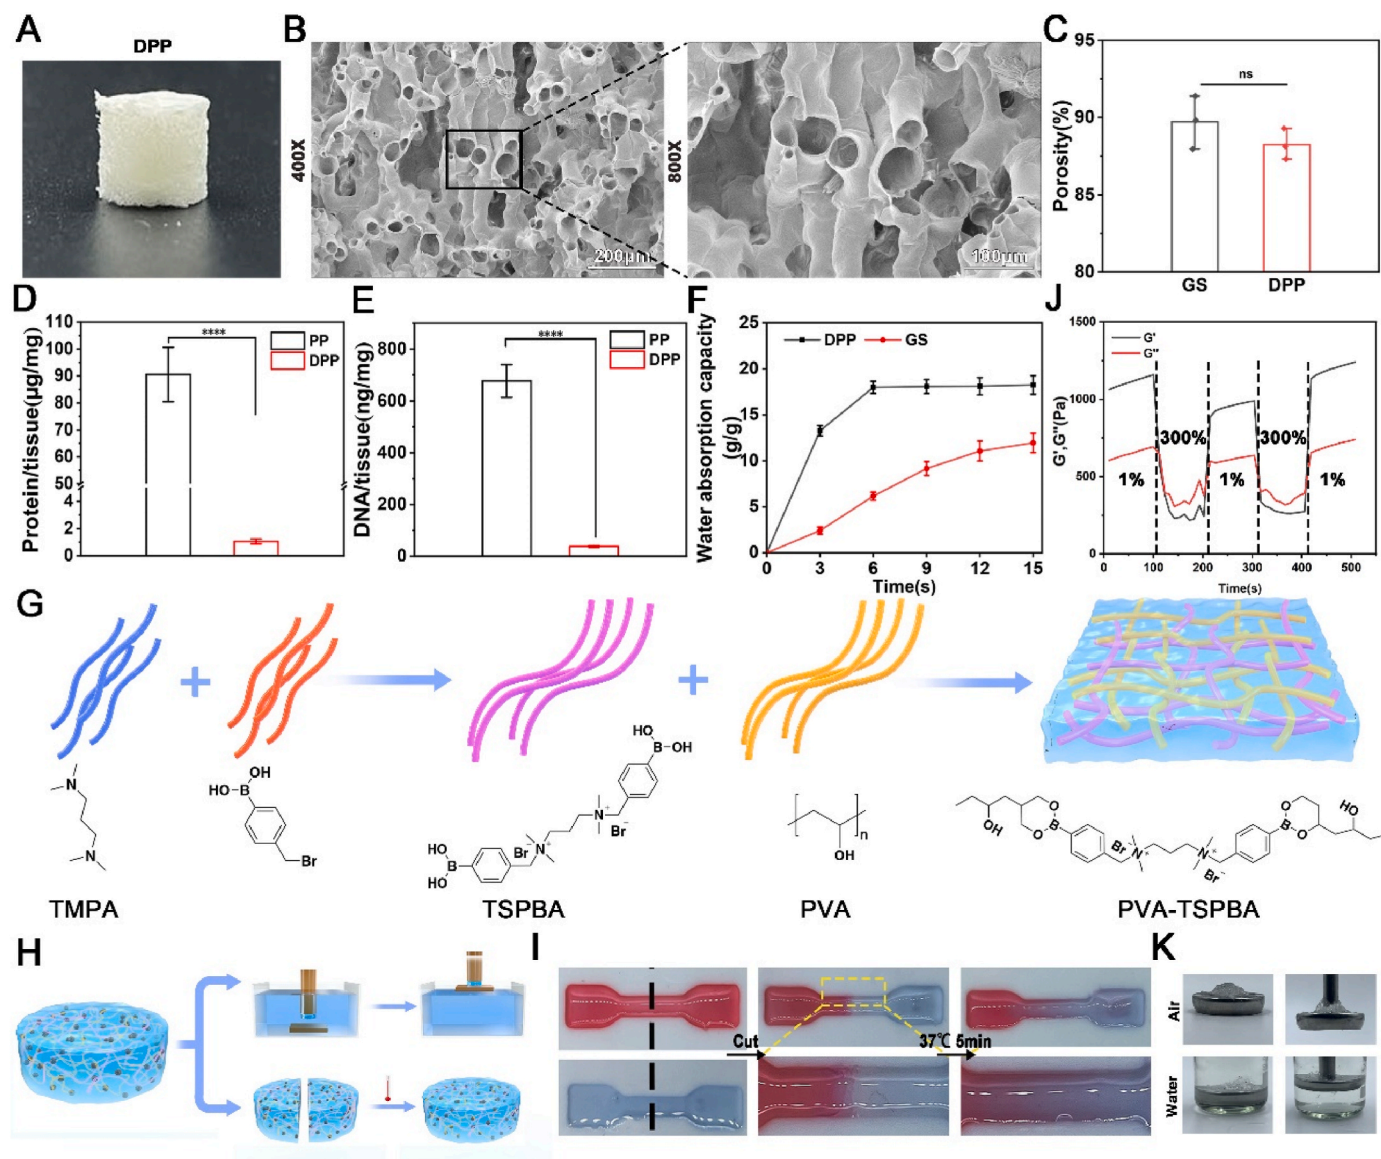 A
DPP
B
400X
200μm
800X
100μm
C
Porosity(%)
95
90
85
80
ns
GS
DPP
D
Protein/tissue(μg/mg)
110
100
90
80
70
60
50
4
2
0
****
PP
DPP
E
DNA/tissue(ng/mg)
800
600
400
200
0
****
PP
DPP
F
Water absorption capacity
(g/g)
25
20
15
10
5
0
DPP
GS
0
3
6
9
12
15
Time(s)
J
G',G''(Pa)
1500
1000
500
0
G'
G''
1%
300%
1%
300%
1%
0
100
200
300
400
500
Time(s)
G
+
+
N
N
TMPA
OH
HO
B
Br
HO
B
OH
N
+
Br⁻
Br⁻
N
+
HO
B
HO
TSPBA
n
OH
PVA
OH
O
O
B
Br⁻
N
+
N
+
Br⁻
B
O
O
HO
PVA-TSPBA
H
I
Cut
37℃ 5min
K
Air
Water